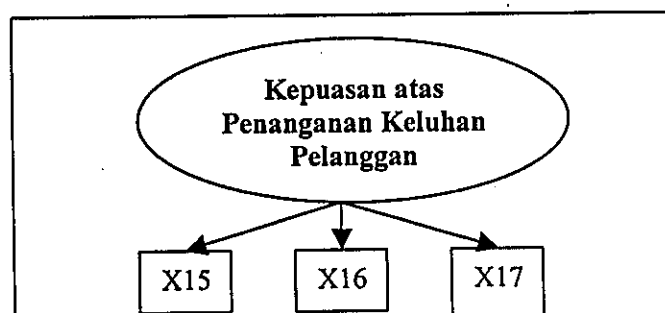 Kepuasan atas
Penanganan Keluhan
Pelanggan
X15 X16 X17